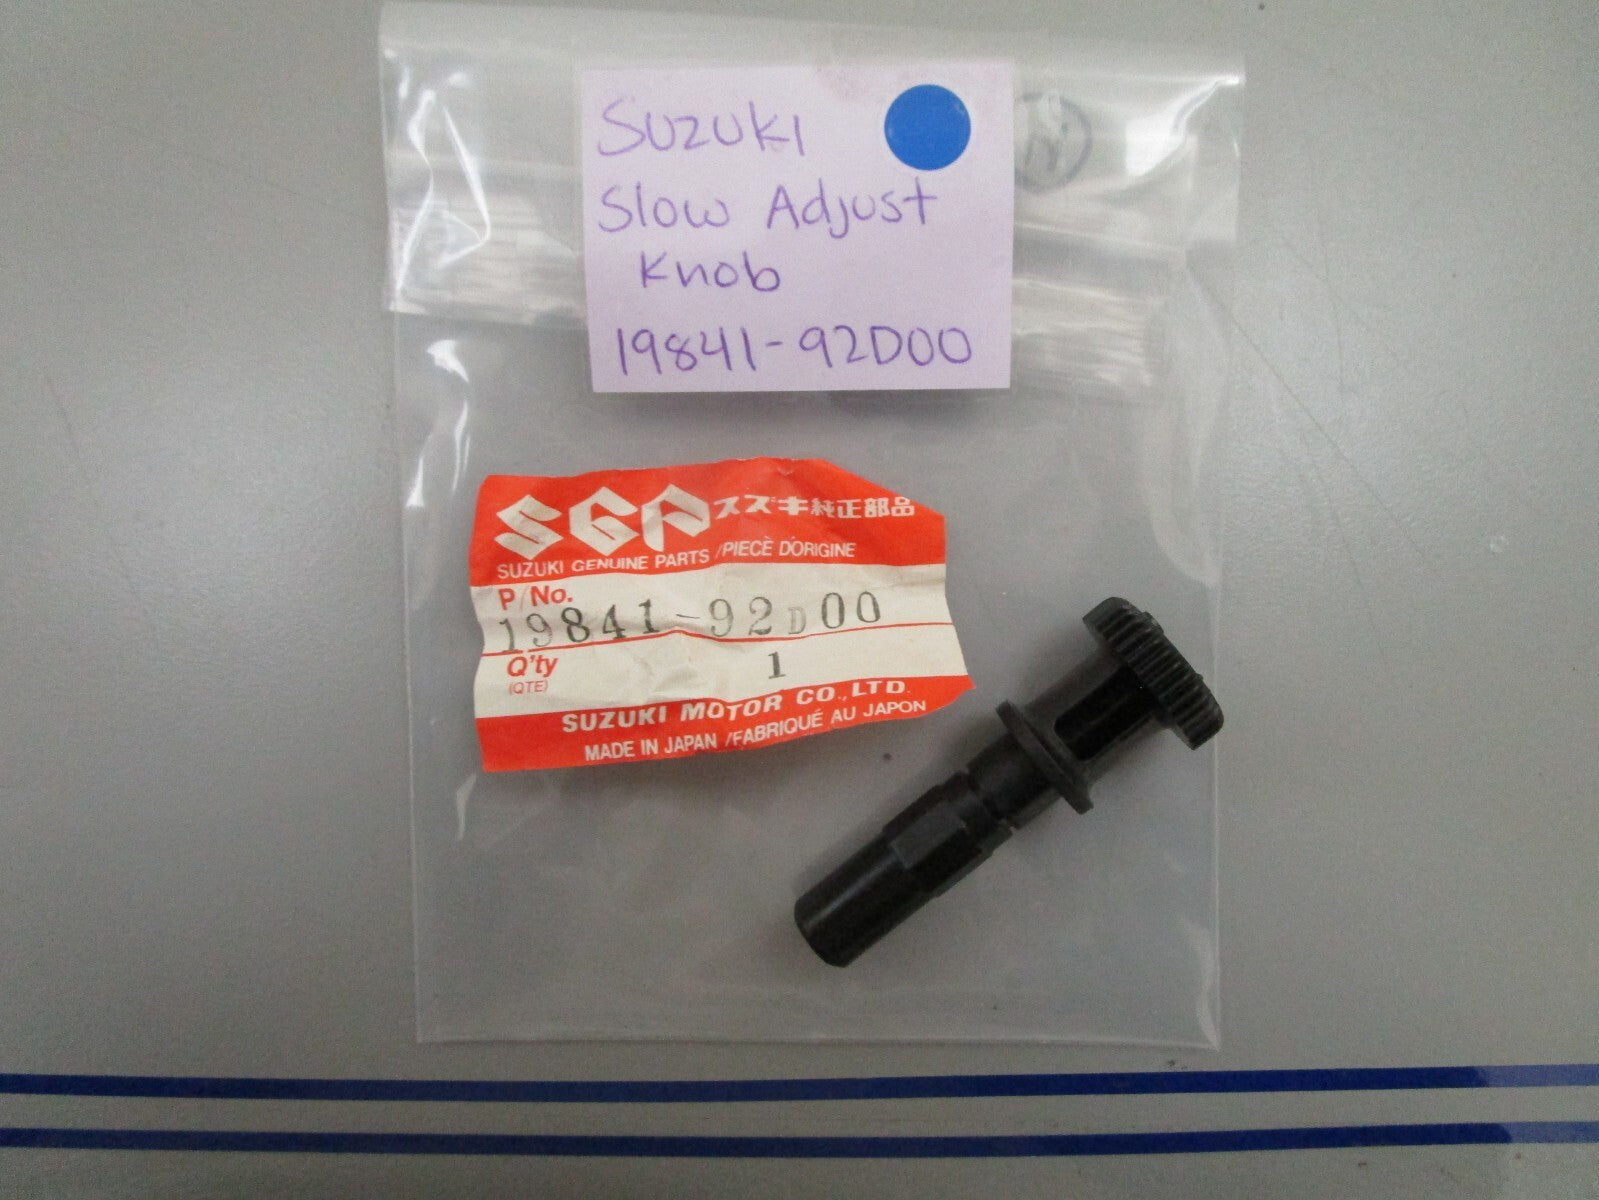 Suzuki
Slow Adjust
Knob
19841-92D00
SGP スズキ純正部品
SUZUKI GENUINE PARTS / PIECÈ D'ORIGINE
P/No.
19841-92D00
Q'ty 1
(QTE)
SUZUKI MOTOR CO., LTD.
MADE IN JAPAN / FABRIQUÉ AU JAPON